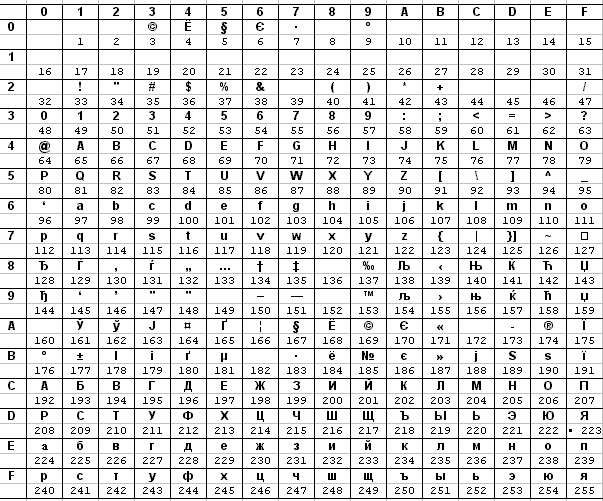 0 1 2 3 4 5 6 7 8 9 A B C D E F
0 © Ё § Є · °
1 2 3 4 5 6 7 8 9 10 11 12 13 14 15
1
16 17 18 19 20 21 22 23 24 25 26 27 28 29 30 31
2 ! " # $ % & ( ) * + /
32 33 34 35 36 37 38 39 40 41 42 43 44 45 46 47
3 0 1 2 3 4 5 6 7 8 9 : ; < = > ?
48 49 50 51 52 53 54 55 56 57 58 59 60 61 62 63
4 @ A B C D E F G H I J K L M N O
64 65 66 67 68 69 70 71 72 73 74 75 76 77 78 79
5 P Q R S T U V W X Y Z [ \ ] ^ _
80 81 82 83 84 85 86 87 88 89 90 91 92 93 94 95
6 ‘ a b c d e f g h i j k l m n o
96 97 98 99 100 101 102 103 104 105 106 107 108 109 110 111
7 p q r s t u v w x y z { | }] ~ □
112 113 114 115 116 117 118 119 120 121 122 123 124 125 126 127
8 Ђ Ѓ ‚ ѓ „ … † ‡ ‰ Љ ‹ Њ Ќ Ћ Џ
128 129 130 131 132 133 134 135 136 137 138 139 140 141 142 143
9 ђ ‘ ’ " " – — ™ љ › њ ќ ћ џ
144 145 146 147 148 149 150 151 152 153 154 155 156 157 158 159
A Ў ў Ј ¤ Ґ ¦ § Ё © Є « - ® Ї
160 160 161 162 163 164 165 166 167 168 169 170 171 172 173 174 175
B ° ± І і ґ µ · ё № є » ј Ѕ ѕ ї
176 177 178 179 180 181 182 183 184 185 186 187 188 189 190 191
C А Б В Г Д Е Ж З И Й К Л М Н О П
192 193 194 195 196 197 198 199 200 201 202 203 204 205 206 207
D Р С Т У Ф Х Ц Ч Ш Щ Ъ Ы Ь Э Ю Я
208 209 210 211 212 213 214 215 216 217 218 219 220 221 222 223
E а б в г д е ж з и й к л м н о п
224 225 226 227 228 229 230 231 232 233 234 235 236 237 238 239
F р с т у ф х ц ч ш щ ъ ы ь э ю я
240 241 242 243 244 245 246 247 248 249 250 251 252 253 254 255